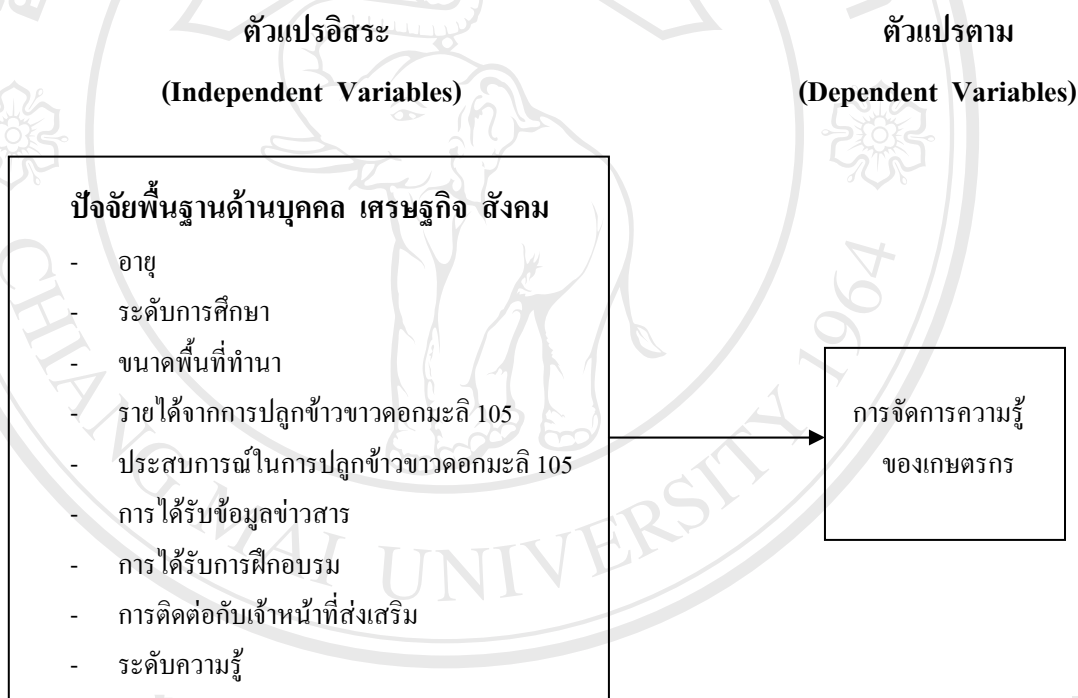 ตัวแปรอิสระ
(Independent Variables)
ตัวแปรตาม
(Dependent Variables)
ปัจจัยพื้นฐานด้านบุคคล เศรษฐกิจ สังคม
- อายุ
- ระดับการศึกษา
- ขนาดพื้นที่ทำนา
- รายได้จากการปลูกข้าวขาวดอกมะลิ 105
- ประสบการณ์ในการปลูกข้าวขาวดอกมะลิ 105
- การได้รับข้อมูลข่าวสาร
- การได้รับการฝึกอบรม
- การติดต่อกับเจ้าหน้าที่ส่งเสริม
- ระดับความรู้
การจัดการความรู้
ของเกษตรกร
CHIANG MAI UNIVERSITY 1964